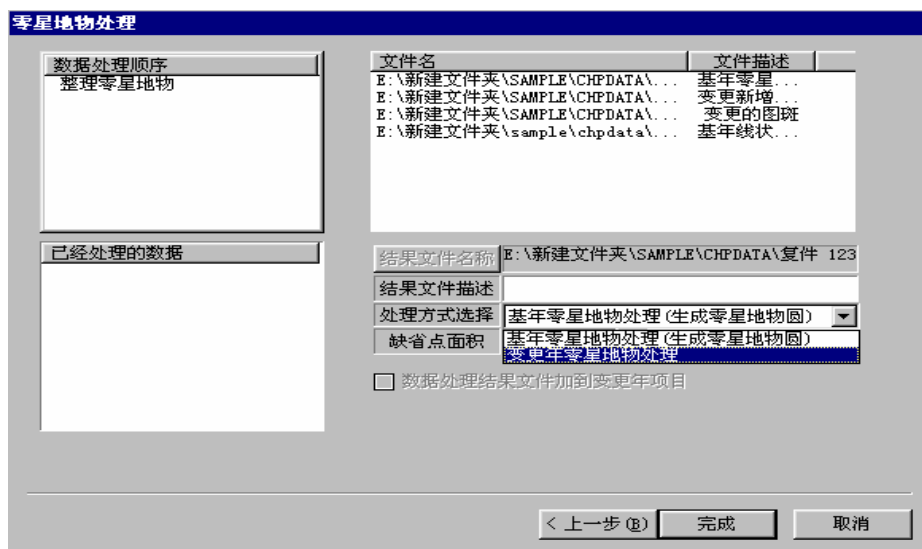 零星地物处理
数据处理顺序
整理零星地物
文件名 文件描述
E:\新建文件夹\SAMPLE\CHPDATA\... 基年零星...
E:\新建文件夹\SAMPLE\CHPDATA\... 变更新增...
E:\新建文件夹\SAMPLE\CHPDATA\... 变更的图斑
E:\新建文件夹\sample\chpdata\... 基年线状...
已经处理的数据
结果文件名称 E:\新建文件夹\SAMPLE\CHPDATA\复件 123
结果文件描述
处理方式选择 基年零星地物处理(生成零星地物圆)
缺省点面积 基年零星地物处理(生成零星地物圆)
变更年零星地物处理
数据处理结果文件加到变更年项目
< 上一步(B) 完成 取消